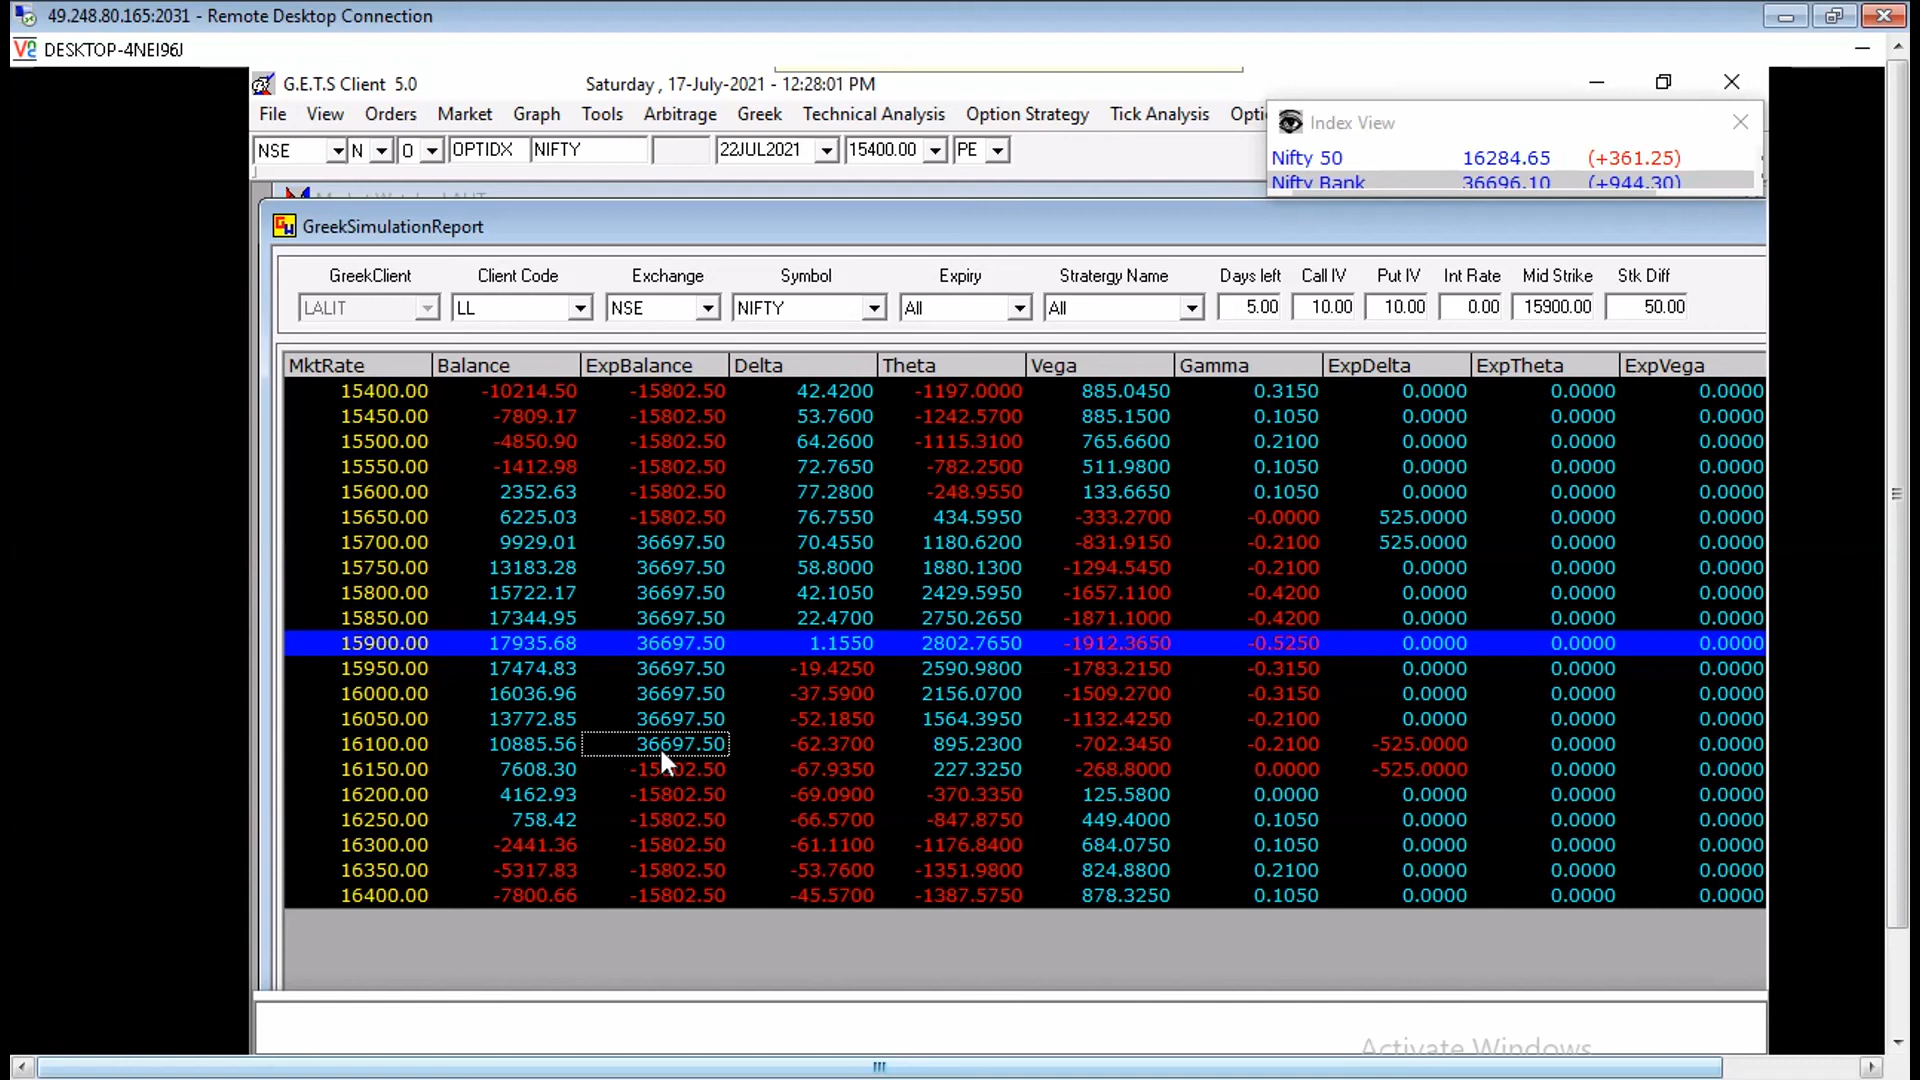 49.248.80.165:2031 - Remote Desktop Connection
DESKTOP-4NEI96J
G.E.T.S Client 5.0 Saturday , 17-July-2021 - 12:28:01 PM
File View Orders Market Graph Tools Arbitrage Greek Technical Analysis Option Strategy Tick Analysis Opti
Index View
NSE N O OPTIDX NIFTY 22JUL2021 15400.00 PE
Nifty 50 16284.65 (+361.25)
Nifty Bank 36696.10 (+944.30)
GreekSimulationReport
GreekClient Client Code Exchange Symbol Expiry Stratergy Name Days left Call IV Put IV Int Rate Mid Strike Stk Diff
LALIT LL NSE NIFTY All All 5.00 10.00 10.00 0.00 15900.00 50.00
MktRate Balance ExpBalance Delta Theta Vega Gamma ExpDelta ExpTheta ExpVega
15400.00 -10214.50 -15802.50 42.4200 -1197.0000 885.0450 0.3150 0.0000 0.0000 0.0000
15450.00 -7809.17 -15802.50 53.7600 -1242.5700 885.1500 0.1050 0.0000 0.0000 0.0000
15500.00 -4850.90 -15802.50 64.2600 -1115.3100 765.6600 0.2100 0.0000 0.0000 0.0000
15550.00 -1412.98 -15802.50 72.7650 -782.2500 511.9800 0.1050 0.0000 0.0000 0.0000
15600.00 2352.63 -15802.50 77.2800 -248.9550 133.6650 0.1050 0.0000 0.0000 0.0000
15650.00 6225.03 -15802.50 76.7550 434.5950 -333.2700 -0.0000 525.0000 0.0000 0.0000
15700.00 9929.01 36697.50 70.4550 1180.6200 -831.9150 -0.2100 525.0000 0.0000 0.0000
15750.00 13183.28 36697.50 58.8000 1880.1300 -1294.5450 -0.2100 0.0000 0.0000 0.0000
15800.00 15722.17 36697.50 42.1050 2429.5950 -1657.1100 -0.4200 0.0000 0.0000 0.0000
15850.00 17344.95 36697.50 22.4700 2750.2650 -1871.1000 -0.4200 0.0000 0.0000 0.0000
15900.00 17935.68 36697.50 1.1550 2802.7650 -1912.3650 -0.5250 0.0000 0.0000 0.0000
15950.00 17474.83 36697.50 -19.4250 2590.9800 -1783.2150 -0.3150 0.0000 0.0000 0.0000
16000.00 16036.96 36697.50 -37.5900 2156.0700 -1509.2700 -0.3150 0.0000 0.0000 0.0000
16050.00 13772.85 36697.50 -52.1850 1564.3950 -1132.4250 -0.2100 0.0000 0.0000 0.0000
16100.00 10885.56 36697.50 -62.3700 895.2300 -702.3450 -0.2100 -525.0000 0.0000 0.0000
16150.00 7608.30 -15802.50 -67.9350 227.3250 -268.8000 0.0000 -525.0000 0.0000 0.0000
16200.00 4162.93 -15802.50 -69.0900 -370.3350 125.5800 0.0000 0.0000 0.0000 0.0000
16250.00 758.42 -15802.50 -66.5700 -847.8750 449.4000 0.1050 0.0000 0.0000 0.0000
16300.00 -2441.36 -15802.50 -61.1100 -1176.8400 684.0750 0.1050 0.0000 0.0000 0.0000
16350.00 -5317.83 -15802.50 -53.7600 -1351.9800 824.8800 0.2100 0.0000 0.0000 0.0000
16400.00 -7800.66 -15802.50 -45.5700 -1387.5750 878.3250 0.1050 0.0000 0.0000 0.0000
Activate Windows